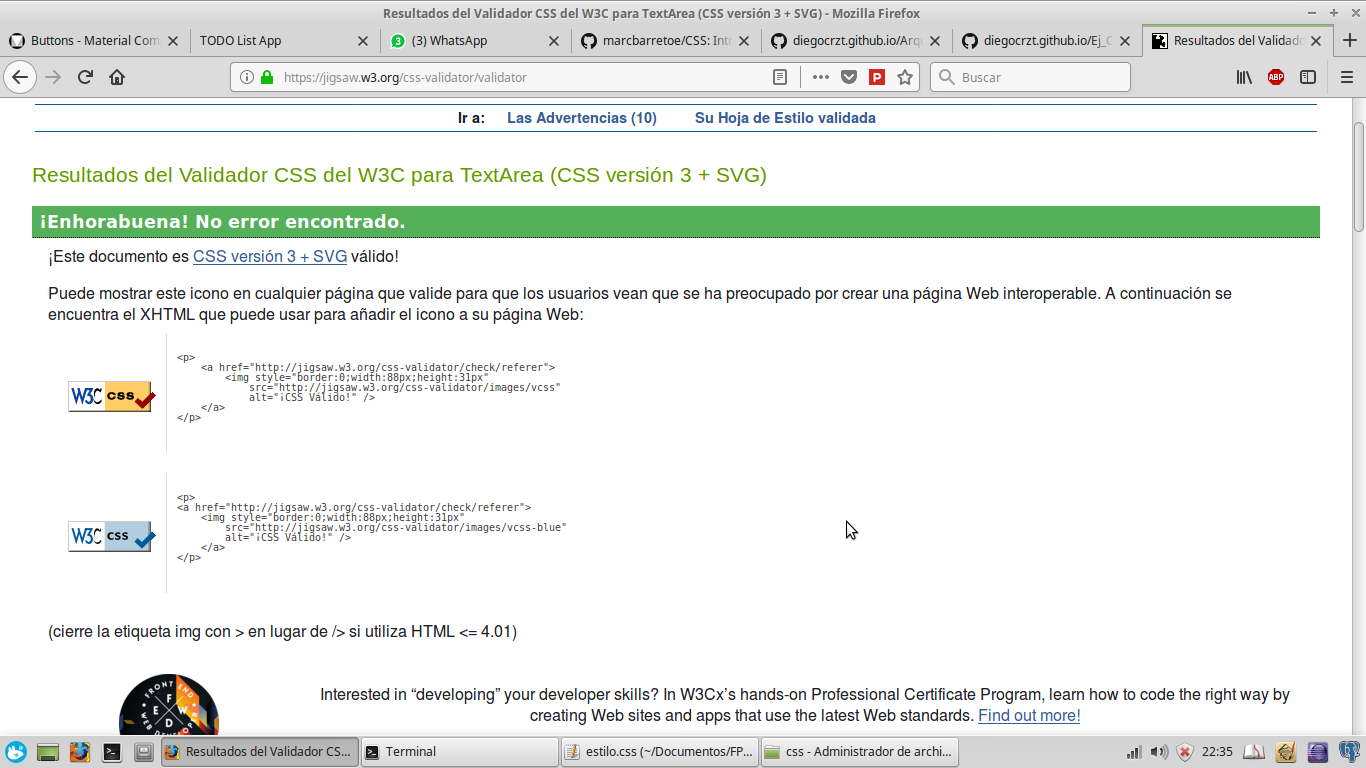 Resultados del Validador CSS del W3C para TextArea (CSS versión 3 + SVG) - Mozilla Firefox
Buttons - Material Com
TODO List App
(3) WhatsApp
marcbarretoe/CSS: Intr
diegocrzt.github.io/Arq
diegocrzt.github.io/Ej_C
Resultados del Validado
https://jigsaw.w3.org/css-validator/validator
Buscar
ABP
Ir a: Las Advertencias (10) Su Hoja de Estilo validada
Resultados del Validador CSS del W3C para TextArea (CSS versión 3 + SVG)
¡Enhorabuena! No error encontrado.
¡Este documento es CSS versión 3 + SVG válido!
Puede mostrar este icono en cualquier página que valide para que los usuarios vean que se ha preocupado por crear una página Web interoperable. A continuación se
encuentra el XHTML que puede usar para añadir el icono a su página Web:
W3C css
<p>
<a href="http://jigsaw.w3.org/css-validator/check/referer">
<img style="border:0;width:88px;height:31px"
src="http://jigsaw.w3.org/css-validator/images/vcss"
alt="¡CSS Válido!" />
</a>
</p>
W3C css
<p>
<a href="http://jigsaw.w3.org/css-validator/check/referer">
<img style="border:0;width:88px;height:31px"
src="http://jigsaw.w3.org/css-validator/images/vcss-blue"
alt="¡CSS Válido!" />
</a>
</p>
(cierre la etiqueta img con > en lugar de /> si utiliza HTML <= 4.01)
FRONT END
F
E W
D
Interested in “developing” your developer skills? In W3Cx’s hands-on Professional Certificate Program, learn how to code the right way by
creating Web sites and apps that use the latest Web standards. Find out more!
Resultados del Validador CS...
Terminal
estilo.css (~/Documentos/FP...
css - Administrador de archi...
22:35